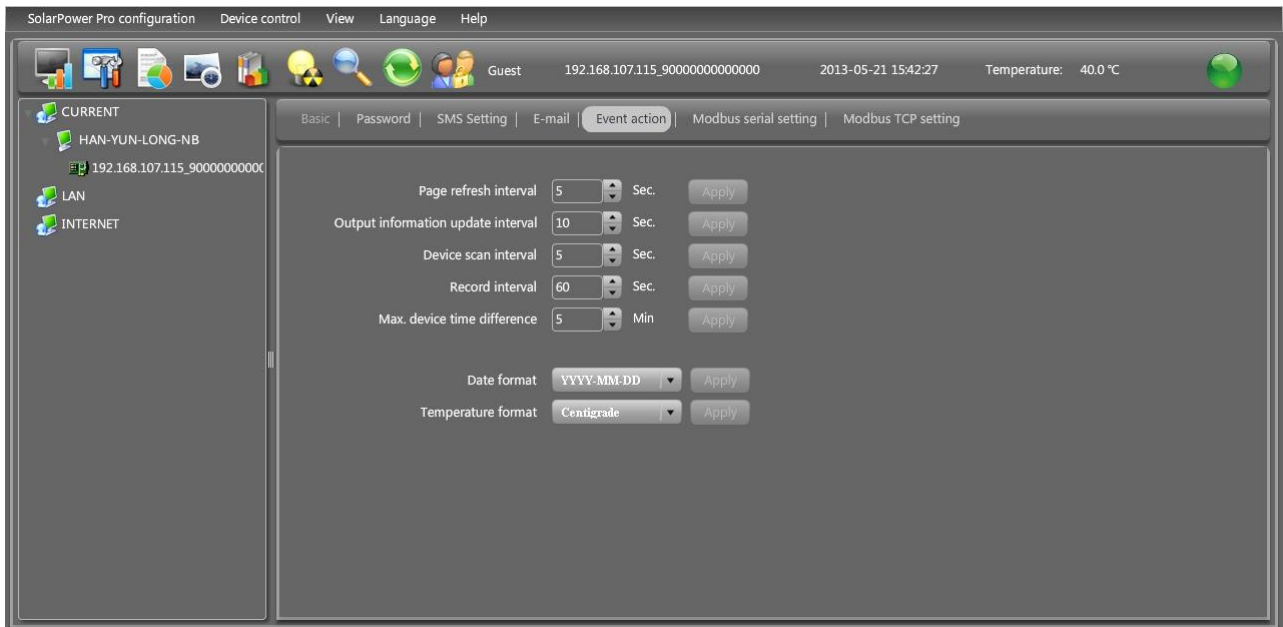 SolarPower Pro configuration Device control View Language Help
Guest 192.168.107.115_90000000000000 2013-05-21 15:42:27 Temperature: 40.0 °C
CURRENT
HAN-YUN-LONG-NB
192.168.107.115_9000000000
LAN
INTERNET
Basic | Password | SMS Setting | E-mail | Event action | Modbus serial setting | Modbus TCP setting
Page refresh interval 5 Sec. Apply
Output information update interval 10 Sec. Apply
Device scan interval 5 Sec. Apply
Record interval 60 Sec. Apply
Max. device time difference 5 Min Apply
Date format YYYY-MM-DD Apply
Temperature format Centigrade Apply